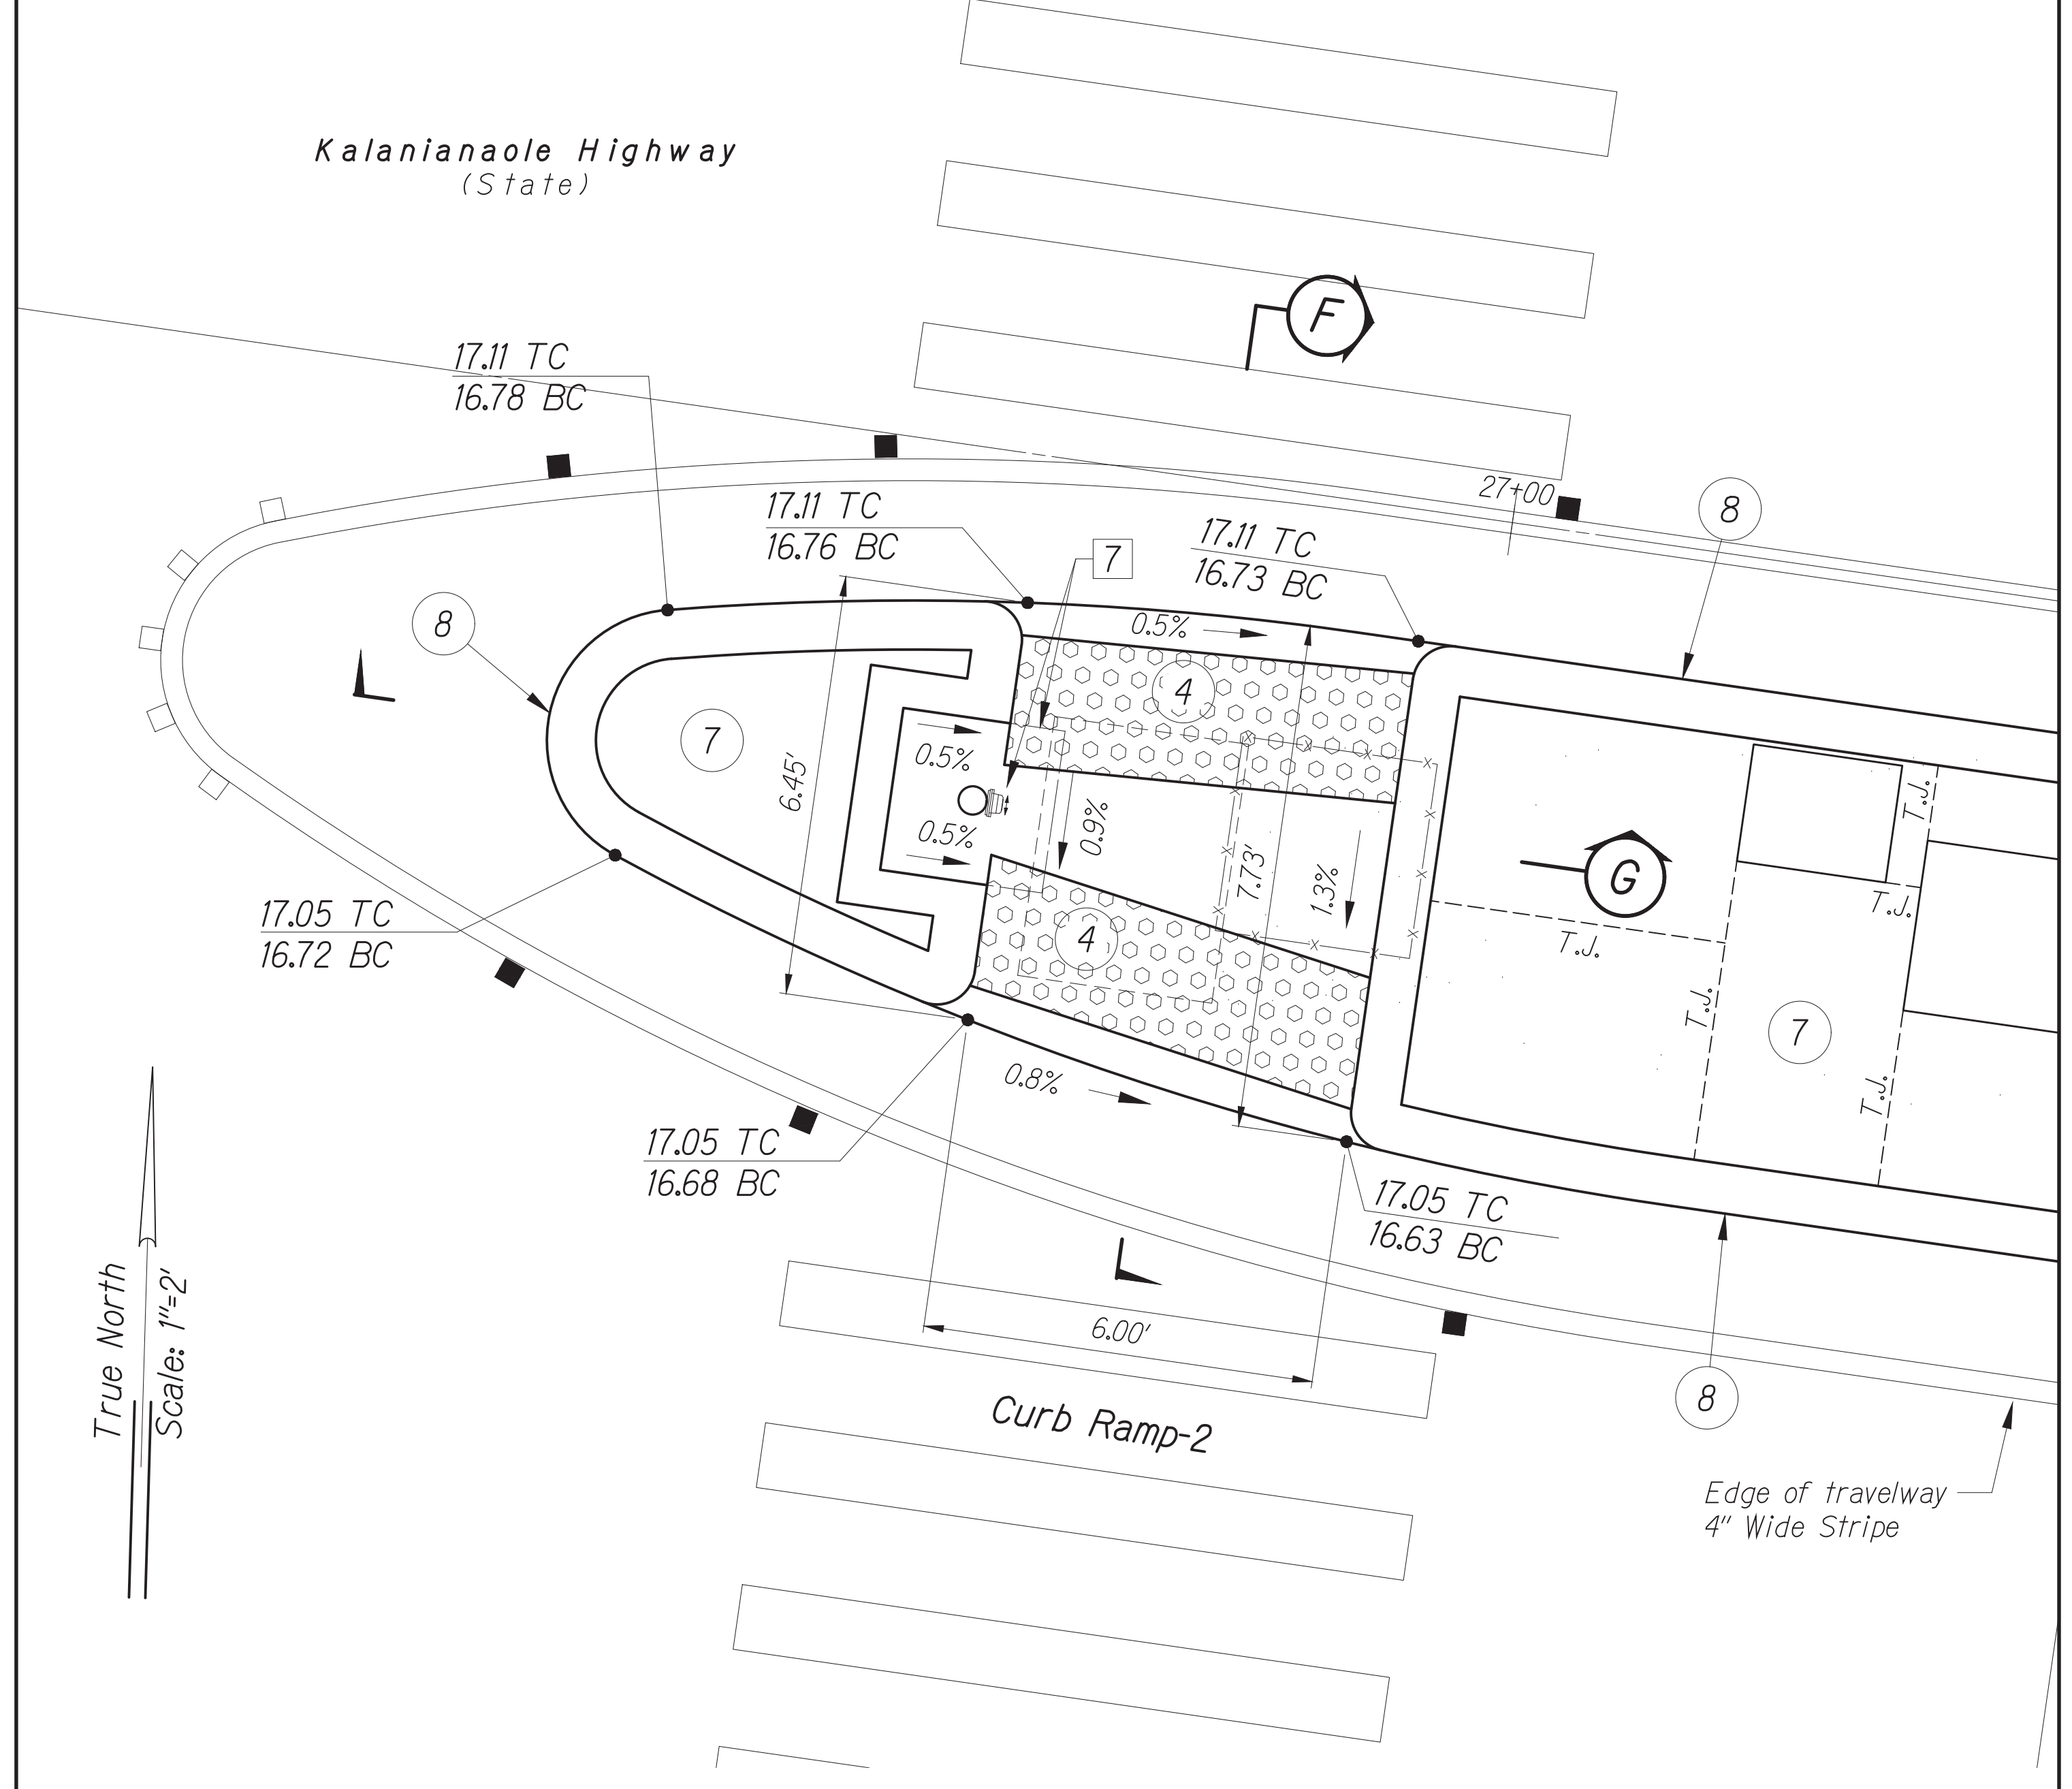 Kalanianaole Highway
(State)
F
17.11 TC
16.78 BC
27+00
8
17.11 TC
16.76 BC
7
17.11 TC
16.73 BC
8
0.5%
4
7
0.5%
6.45'
0.5%
0.9%
7.73'
1.3%
G
T.J.
T.J.
T.J.
T.J.
T.J.
4
7
17.05 TC
16.72 BC
0.8%
17.05 TC
16.68 BC
17.05 TC
16.63 BC
6.00'
8
Curb Ramp-2
Edge of travelway
4" Wide Stripe
True North
Scale: 1"=2'
X X X X X X X X X X X X X X